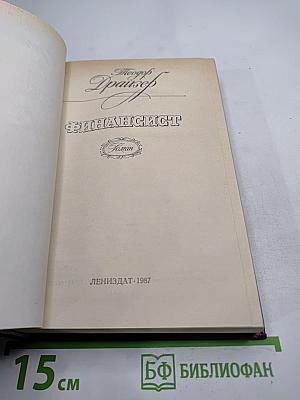 Теодор
Драйзер
ФИНАНСИСТ
Роман
ЛЕНИЗДАТ·1987
15 см
БФ БИБЛИОФАН